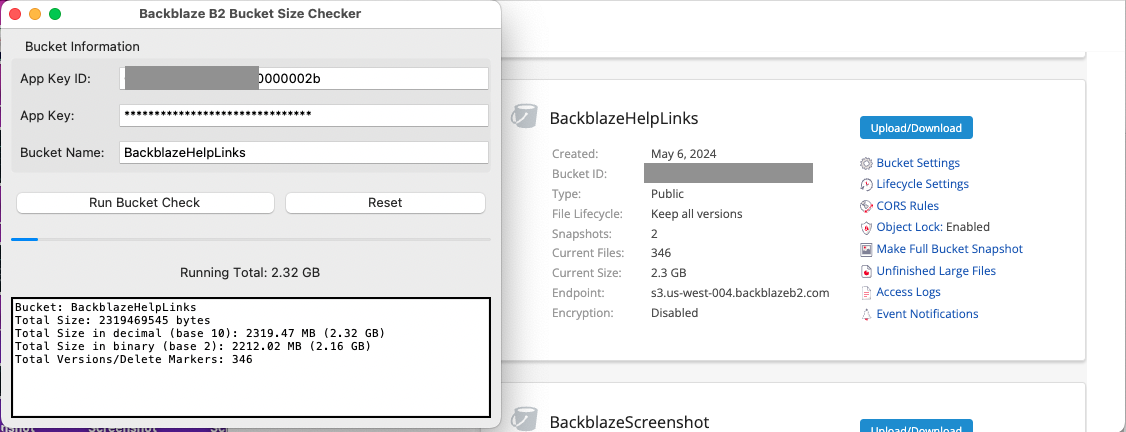 Backblaze B2 Bucket Size Checker
Bucket Information
App Key ID: 0000002b
App Key: *******************************
Bucket Name: BackblazeHelpLinks
Run Bucket Check Reset
Running Total: 2.32 GB
Bucket: BackblazeHelpLinks
Total Size: 2319469545 bytes
Total Size in decimal (base 10): 2319.47 MB (2.32 GB)
Total Size in binary (base 2): 2212.02 MB (2.16 GB)
Total Versions/Delete Markers: 346
BackblazeHelpLinks
Created: May 6, 2024
Bucket ID:
Type: Public
File Lifecycle: Keep all versions
Snapshots: 2
Current Files: 346
Current Size: 2.3 GB
Endpoint: s3.us-west-004.backblazeb2.com
Encryption: Disabled
Upload/Download
Bucket Settings
Lifecycle Settings
CORS Rules
Object Lock: Enabled
Make Full Bucket Snapshot
Unfinished Large Files
Access Logs
Event Notifications
BackblazeScreenshot
Upload/Download